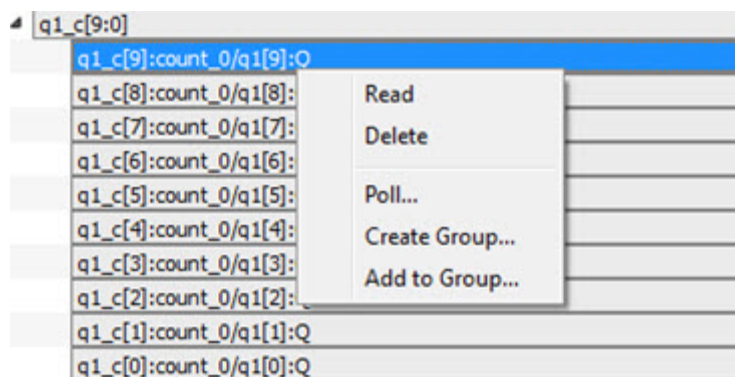 q1_c[9:0]
q1_c[9]:count_0/q1[9]:Q
q1_c[8]:count_0/q1[8]:
q1_c[7]:count_0/q1[7]:
q1_c[6]:count_0/q1[6]:
q1_c[5]:count_0/q1[5]:
q1_c[4]:count_0/q1[4]:
q1_c[3]:count_0/q1[3]:
q1_c[2]:count_0/q1[2]:Q
q1_c[1]:count_0/q1[1]:Q
q1_c[0]:count_0/q1[0]:Q
Read
Delete
Poll...
Create Group...
Add to Group...